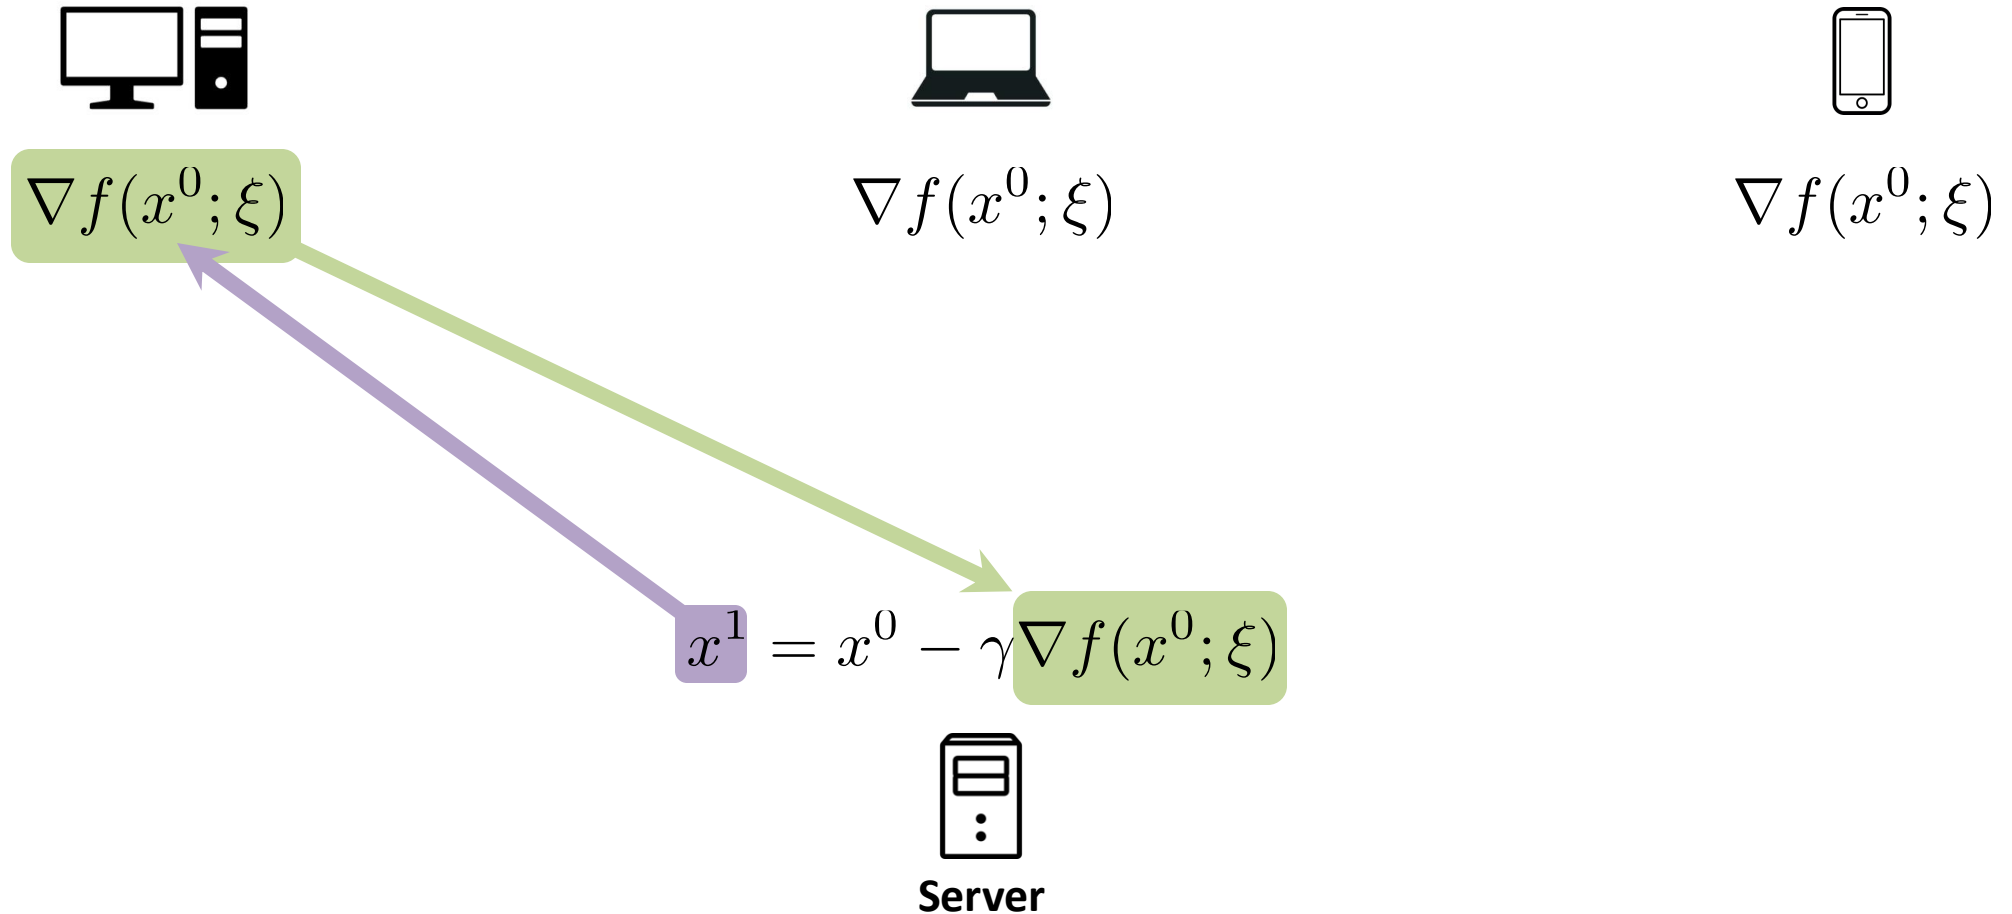 ∇f(x⁰; ξ) ∇f(x⁰; ξ) ∇f(x⁰; ξ)
x¹ = x⁰ − γ∇f(x⁰; ξ)
Server